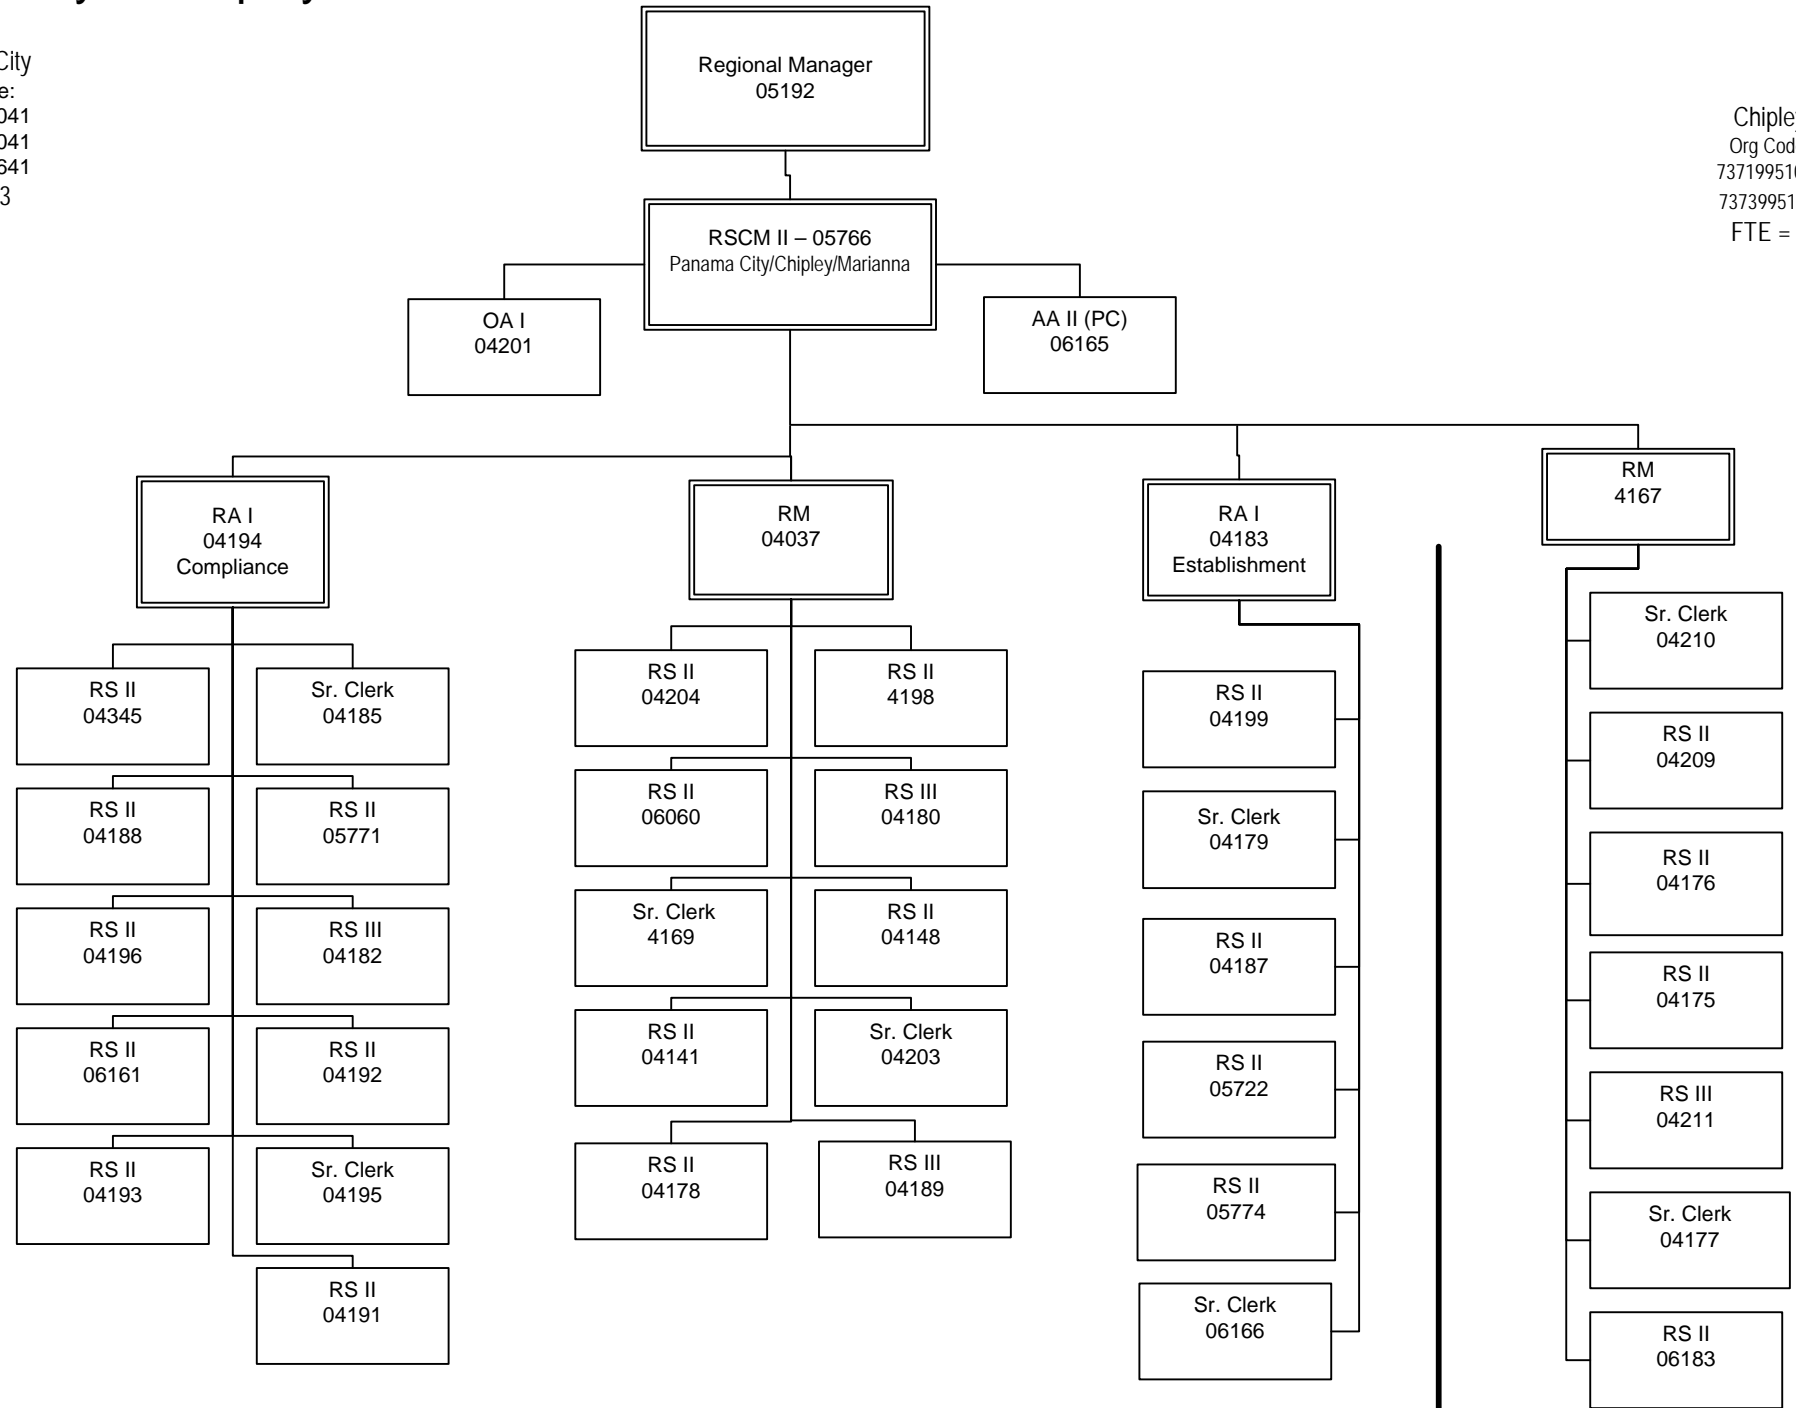 City
e:
041
041
641
3
Regional Manager
05192
Chipley
Org Cod
737199510
73739951
FTE =
RSCM II – 05766
Panama City/Chipley/Marianna
OA I
04201
AA II (PC)
06165
RA I
04194
Compliance
RM
04037
RA I
04183
Establishment
RM
4167
RS II
04345
Sr. Clerk
04185
RS II
04188
RS II
05771
RS II
04196
RS III
04182
RS II
06161
RS II
04192
RS II
04193
Sr. Clerk
04195
RS II
04191
RS II
04204
RS II
4198
RS II
06060
RS III
04180
Sr. Clerk
4169
RS II
04148
RS II
04141
Sr. Clerk
04203
RS II
04178
RS III
04189
RS II
04199
Sr. Clerk
04179
RS II
04187
RS II
05722
RS II
05774
Sr. Clerk
06166
Sr. Clerk
04210
RS II
04209
RS II
04176
RS II
04175
RS III
04211
Sr. Clerk
04177
RS II
06183